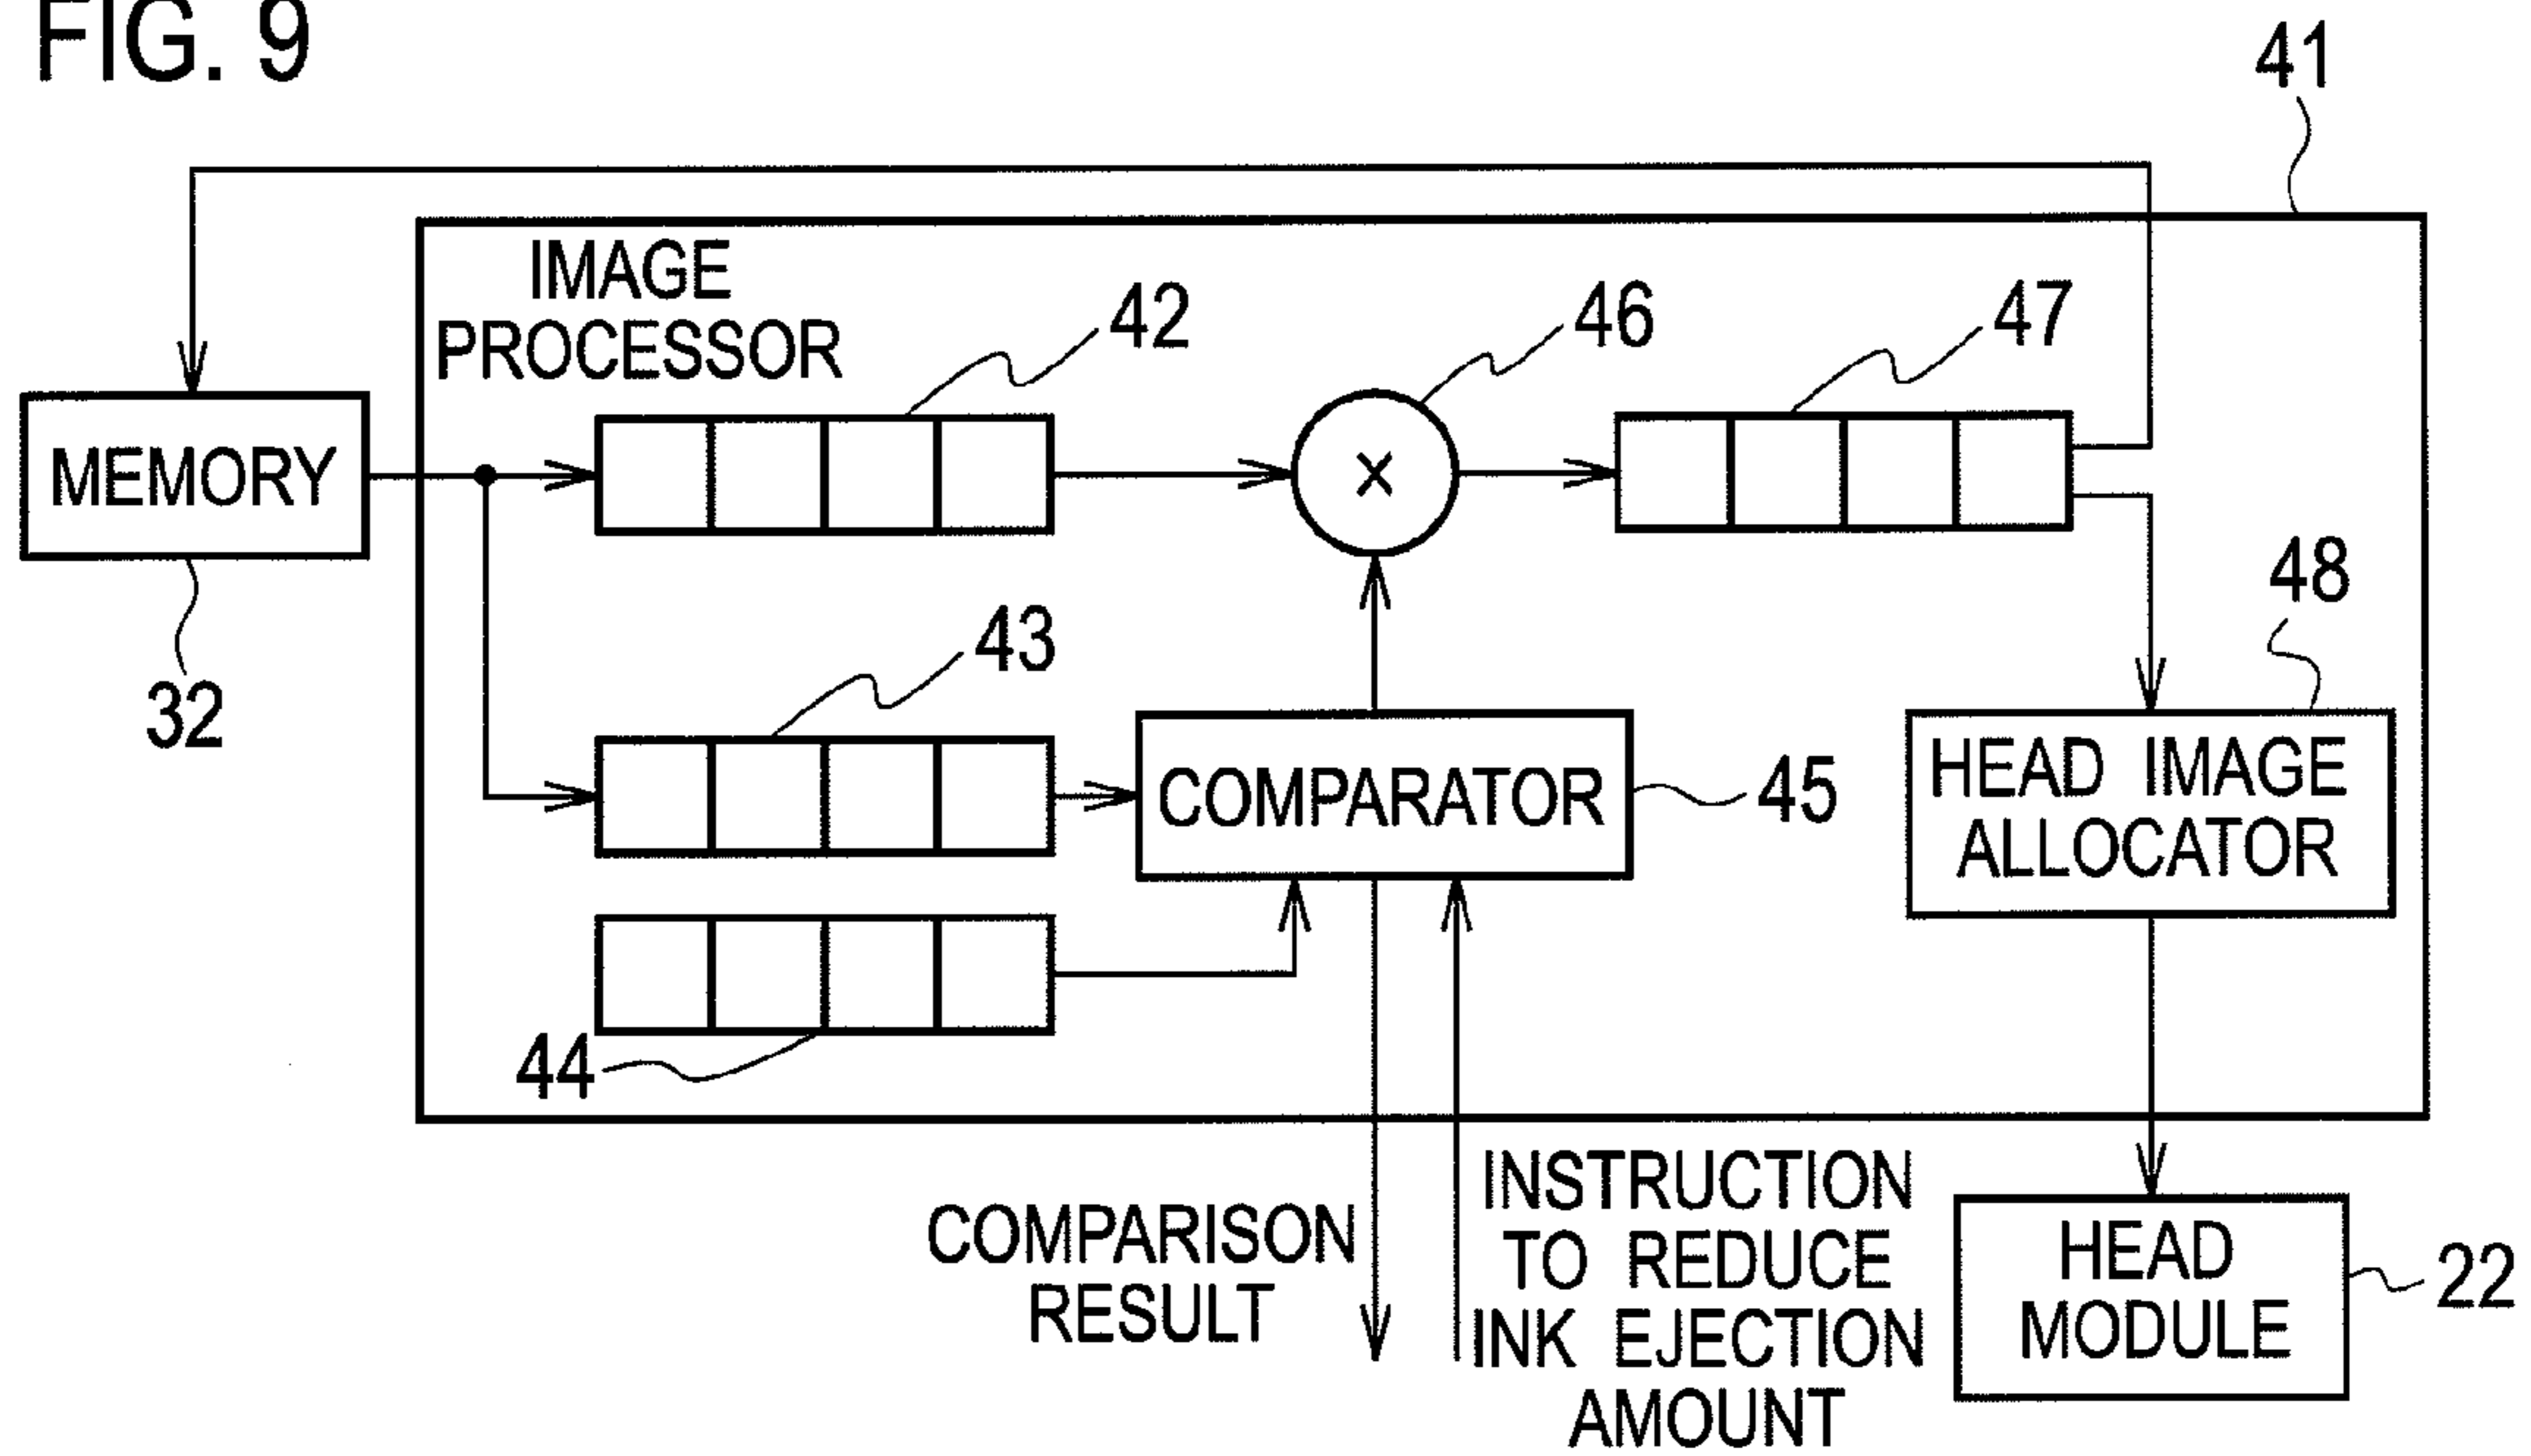 FIG. 9
41
IMAGE
PROCESSOR
42
46
47
MEMORY
×
32
43
48
COMPARATOR
45
HEAD IMAGE
ALLOCATOR
44
COMPARISON
RESULT
INSTRUCTION
TO REDUCE
INK EJECTION
AMOUNT
HEAD
MODULE
22